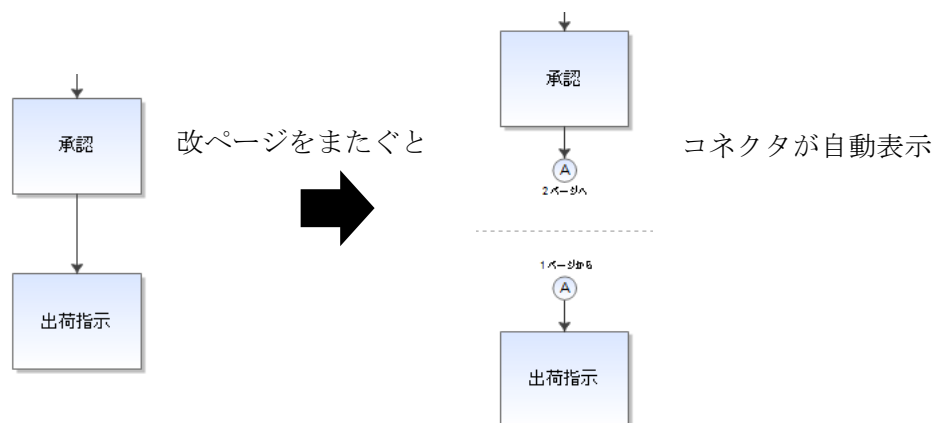 承認
出荷指示
改ページをまたぐと
承認
A
2ページへ
1ページから
A
出荷指示
コネクタが自動表示